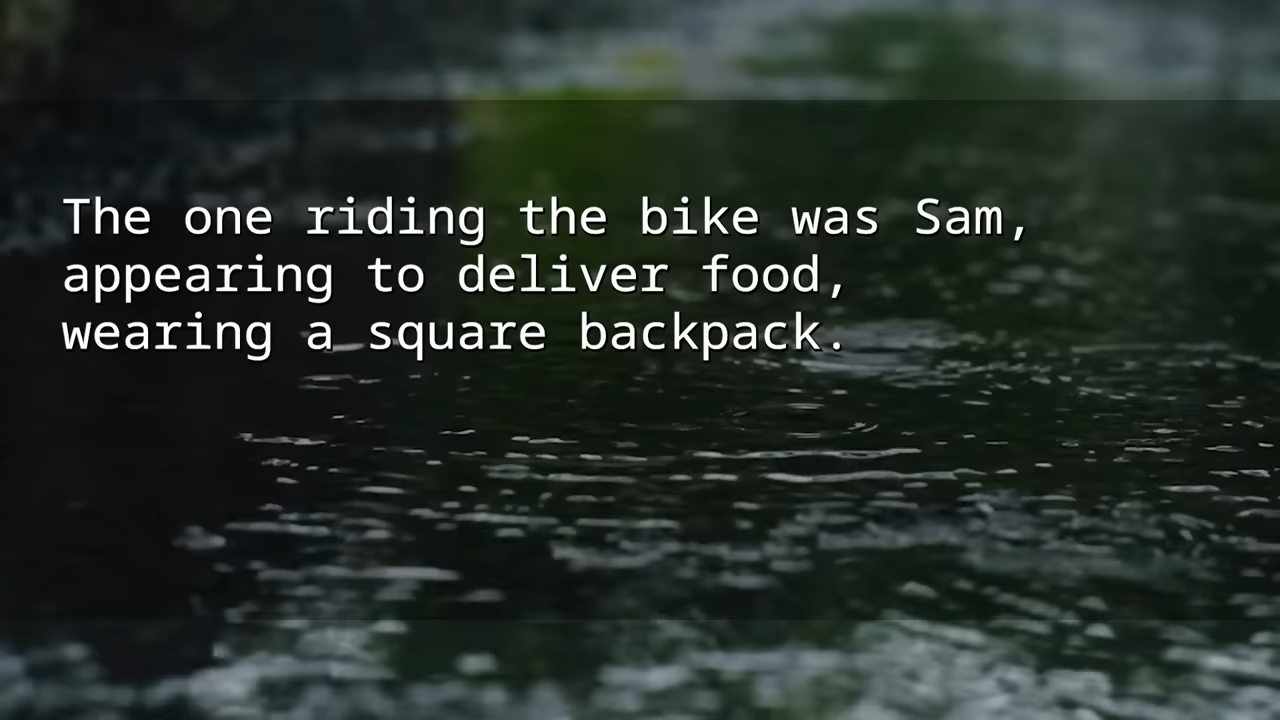 The one riding the bike was Sam,
appearing to deliver food,
wearing a square backpack.